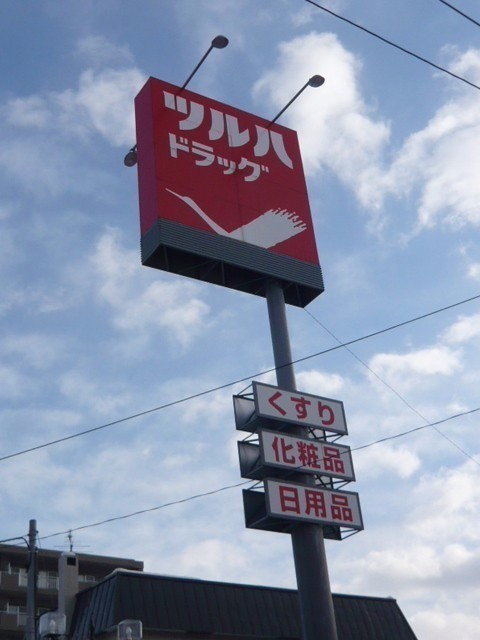 ツルハ
ドラッグ
くすり
化粧品
日用品